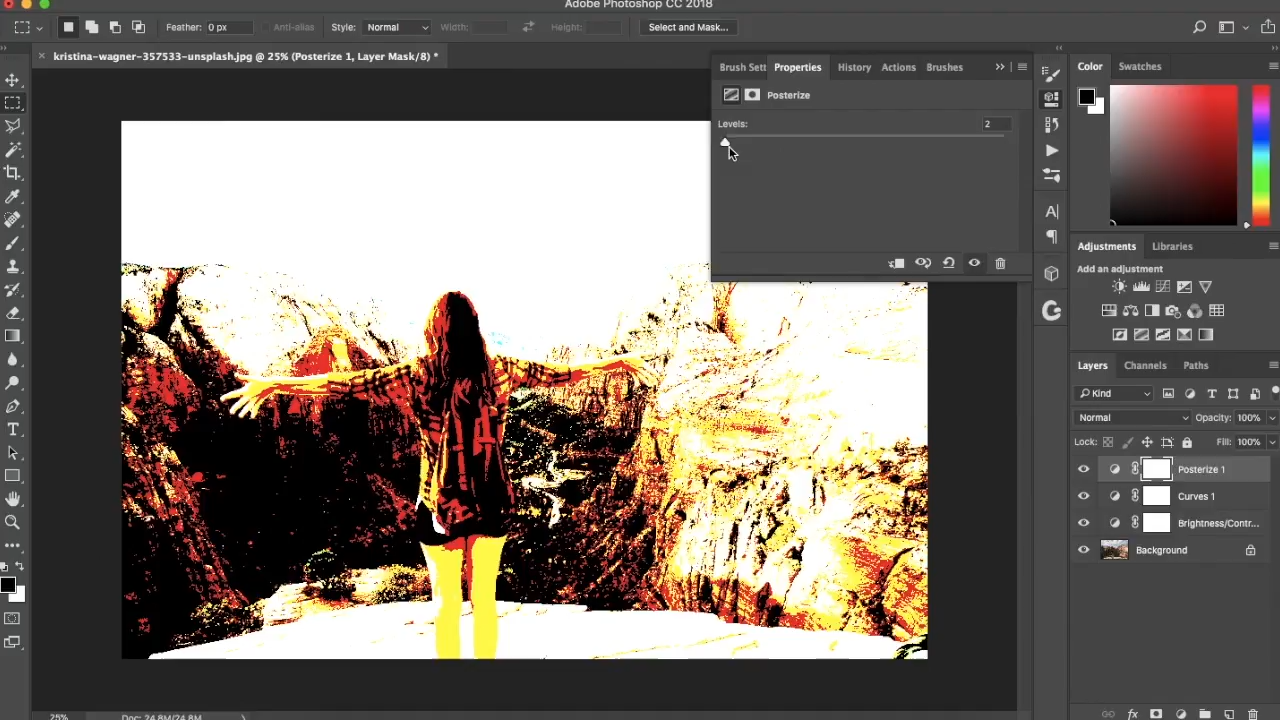 Adobe Photoshop CC 2018
Feather: 0 px Anti-alias Style: Normal Width: Height: Select and Mask...
kristina-wagner-357533-unsplash.jpg @ 25% (Posterize 1, Layer Mask/8) *
Brush Sett Properties History Actions Brushes
Color Swatches
Posterize
Levels: 2
Adjustments Libraries
Add an adjustment
Layers Channels Paths
Kind
Normal Opacity: 100%
Lock: Fill: 100%
Posterize 1
Curves 1
Brightness/Contr...
Background
25% Doc: 24.8M/24.8M